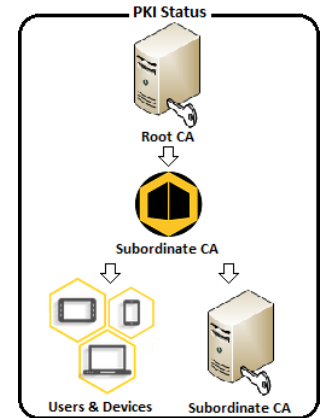 PKI Status
Root CA
Subordinate CA
Users & Devices
Subordinate CA